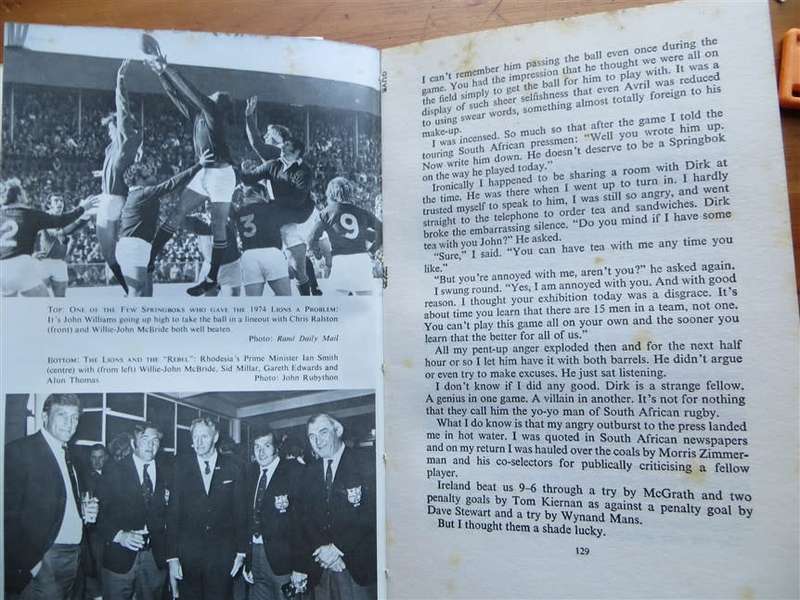 2
3
9
TOP: ONE OF THE FEW SPRINGBOKS WHO GAVE THE 1974 LIONS A PROBLEM:
It's John Williams going up high to take the ball in a lineout with Chris Ralston
(front) and Willie-John McBride both well beaten.
Photo: Rand Daily Mail
BOTTOM: THE LIONS AND THE "REBEL": Rhodesia's Prime Minister Ian Smith
(centre) with (from left) Willie-John McBride, Sid Millar, Gareth Edwards and
Alun Thomas
Photo: John Rubython
I can't remember him passing the ball even once during the
game. You had the impression that he thought we were all on
the field simply to get the ball for him to play with. It was a
display of such sheer selfishness that even Avril was reduced
to using swear words, something almost totally foreign to his
make-up.
I was incensed. So much so that after the game I told the
touring South African pressmen: "Well you wrote him up.
Now write him down. He doesn't deserve to be a Springbok
on the way he played today."
Ironically I happened to be sharing a room with Dirk at
the time. He was there when I went up to turn in. I hardly
trusted myself to speak to him, I was still so angry, and went
straight to the telephone to order tea and sandwiches. Dirk
broke the embarrassing silence. "Do you mind if I have some
tea with you John?" He asked.
"Sure," I said. "You can have tea with me any time you
like."
"But you're annoyed with me, aren't you?" he asked again.
I swung round. "Yes, I am annoyed with you. And with good
reason. I thought your exhibition today was a disgrace. It's
about time you learn that there are 15 men in a team, not one.
You can't play this game all on your own and the sooner you
learn that the better for all of us."
All my pent-up anger exploded then and for the next half
hour or so I let him have it with both barrels. He didn't argue
or even try to make excuses. He just sat listening.
I don't know if I did any good. Dirk is a strange fellow.
A genius in one game. A villain in another. It's not for nothing
that they call him the yo-yo man of South African rugby.
What I do know is that my angry outburst to the press landed
me in hot water. I was quoted in South African newspapers
and on my return I was hauled over the coals by Morris Zimmer-
man and his co-selectors for publically criticising a fellow
player.
Ireland beat us 9–6 through a try by McGrath and two
penalty goals by Tom Kiernan as against a penalty goal by
Dave Stewart and a try by Wynand Mans.
But I thought them a shade lucky.
129